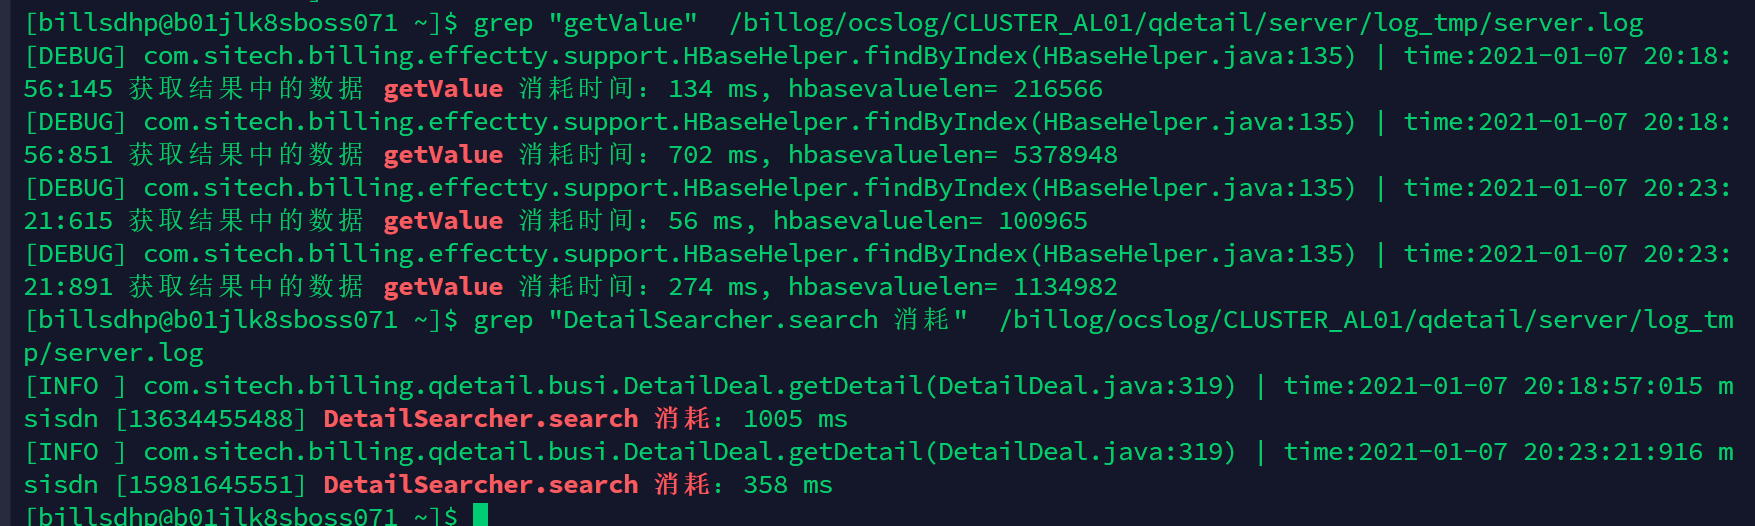 [billsdhp@b01jlk8sboss071 ~]$ grep "getValue"  /billog/ocslog/CLUSTER_AL01/qdetail/server/log_tmp/server.log
[DEBUG] com.sitech.billing.effectty.support.HBaseHelper.findByIndex(HBaseHelper.java:135) | time:2021-01-07 20:18:
56:145 获取结果中的数据 getValue 消耗时间：134 ms, hbasevaluelen= 216566
[DEBUG] com.sitech.billing.effectty.support.HBaseHelper.findByIndex(HBaseHelper.java:135) | time:2021-01-07 20:18:
56:851 获取结果中的数据 getValue 消耗时间：702 ms, hbasevaluelen= 5378948
[DEBUG] com.sitech.billing.effectty.support.HBaseHelper.findByIndex(HBaseHelper.java:135) | time:2021-01-07 20:23:
21:615 获取结果中的数据 getValue 消耗时间：56 ms, hbasevaluelen= 100965
[DEBUG] com.sitech.billing.effectty.support.HBaseHelper.findByIndex(HBaseHelper.java:135) | time:2021-01-07 20:23:
21:891 获取结果中的数据 getValue 消耗时间：274 ms, hbasevaluelen= 1134982
[billsdhp@b01jlk8sboss071 ~]$ grep "DetailSearcher.search 消耗"  /billog/ocslog/CLUSTER_AL01/qdetail/server/log_tm
p/server.log
[INFO ] com.sitech.billing.qdetail.busi.DetailDeal.getDetail(DetailDeal.java:319) | time:2021-01-07 20:18:57:015 m
sisdn [13634455488] DetailSearcher.search 消耗：1005 ms
[INFO ] com.sitech.billing.qdetail.busi.DetailDeal.getDetail(DetailDeal.java:319) | time:2021-01-07 20:23:21:916 m
sisdn [15981645551] DetailSearcher.search 消耗：358 ms
[billsdhp@b01jlk8sboss071 ~]$